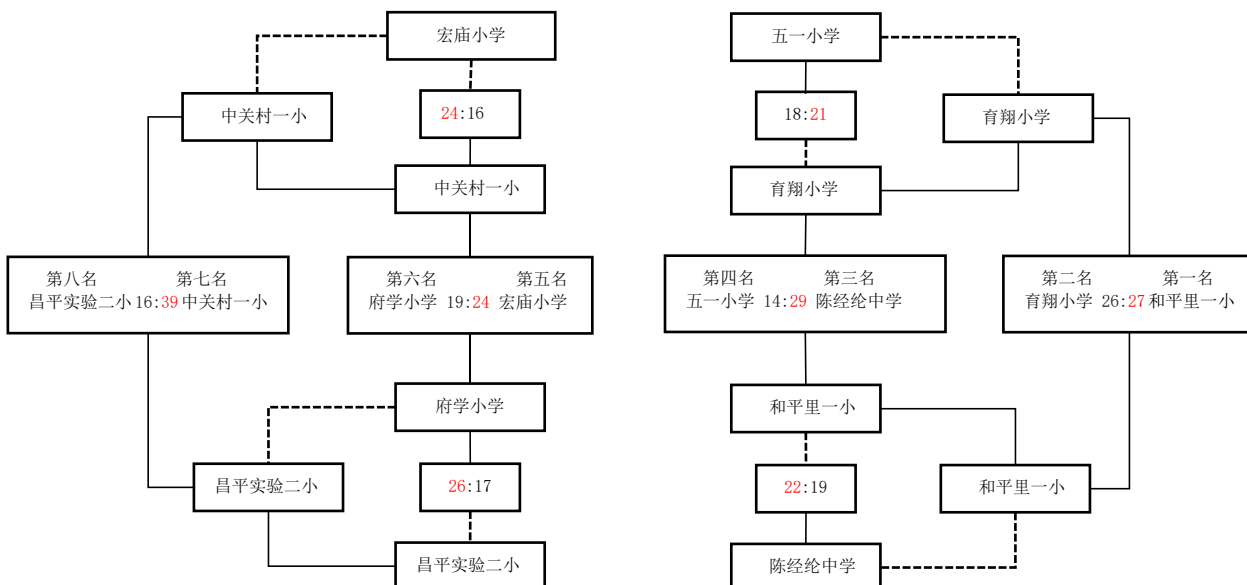 宏庙小学
24:16
中关村一小
中关村一小
第八名 第七名
昌平实验二小 16:39 中关村一小
第六名 第五名
府学小学 19:24 宏庙小学
府学小学
昌平实验二小
26:17
昌平实验二小
五一小学
18:21
育翔小学
育翔小学
第四名 第三名
五一小学 14:29 陈经纶中学
第二名 第一名
育翔小学 26:27 和平里一小
和平里一小
22:19
和平里一小
陈经纶中学